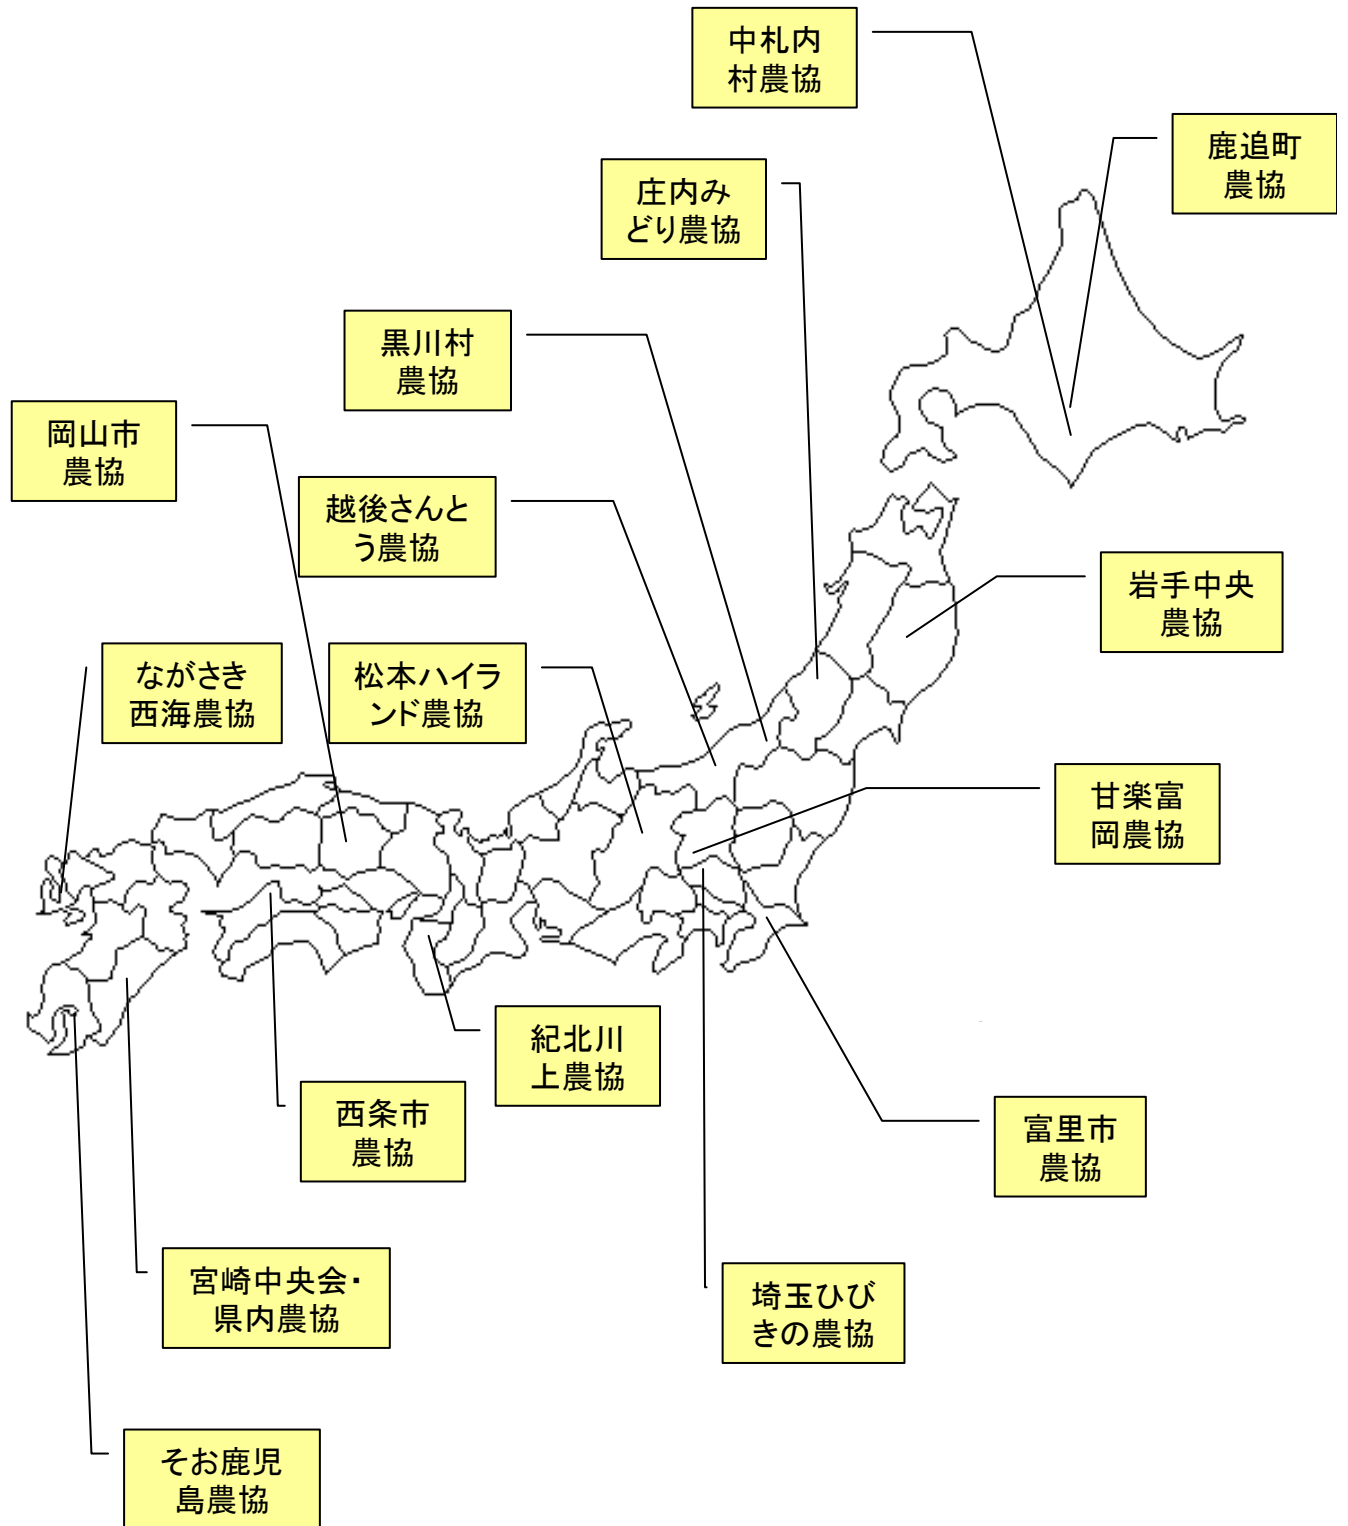 中札内
村農協
鹿追町
農協
庄内み
どり農協
黒川村
農協
岡山市
農協
越後さんと
う農協
岩手中央
農協
ながさき
西海農協
松本ハイラ
ンド農協
甘楽富
岡農協
紀北川
上農協
西条市
農協
富里市
農協
宮崎中央会・
県内農協
埼玉ひび
きの農協
そお鹿児
島農協